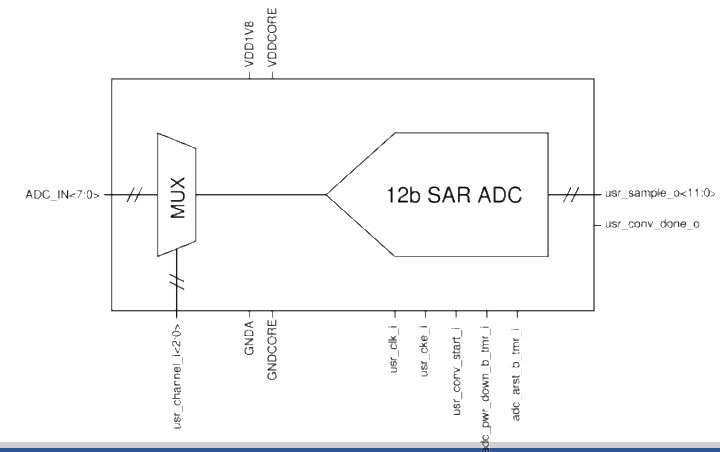 VDD1V8
VDDCORE
ADC_IN<7:0>
MUX
12b SAR ADC
usr_sample_o<11:0>
usr_conv_done_o
usr_channel_i<2:0>
GNDA
GNDCORE
usr_clk_i
usr_cke_i
usr_conv_start_i
adc_pwr_down_b_tmr_i
adc_arst_b_tmr_i